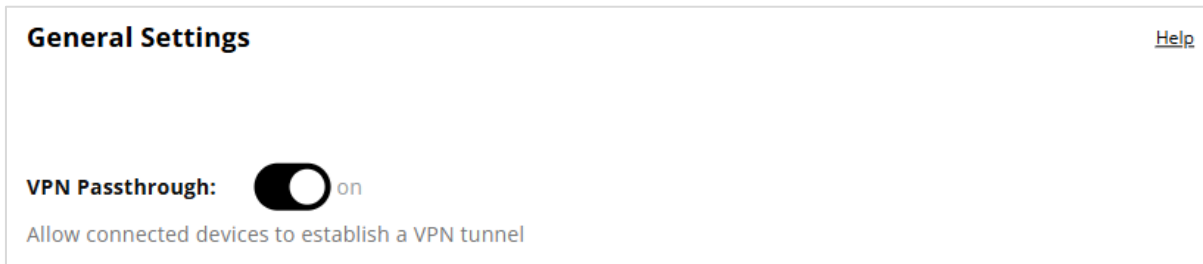 General Settings
Help
VPN Passthrough: on
Allow connected devices to establish a VPN tunnel